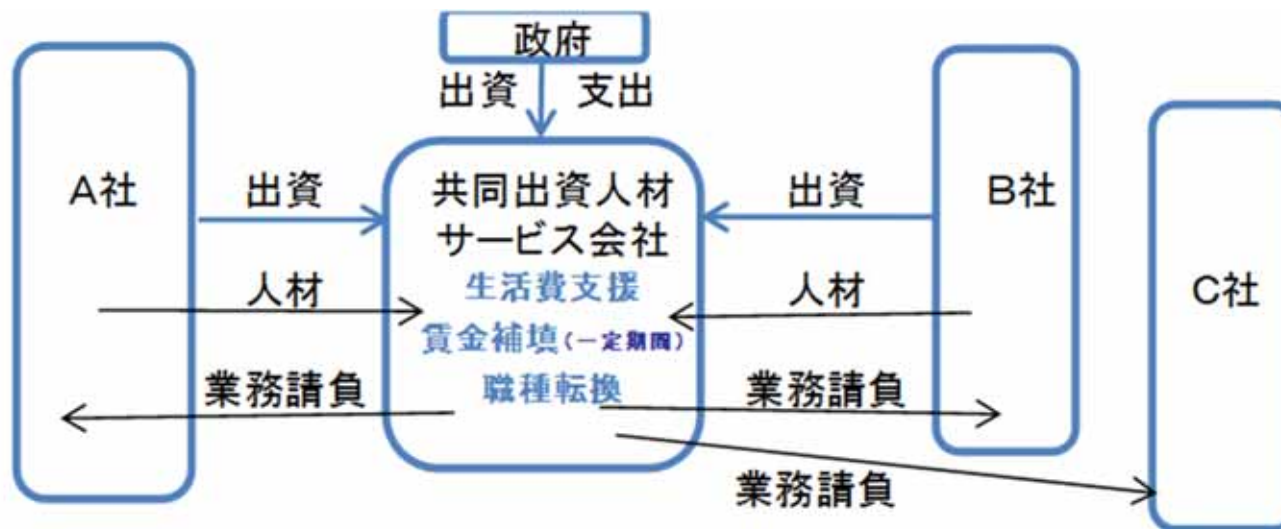 政府
出資 支出
A社
出資
共同出資人材
サービス会社
出資
B社
人材
生活費支援
人材
C社
賃金補填(一定期間)
業務請負
職種転換
業務請負
業務請負